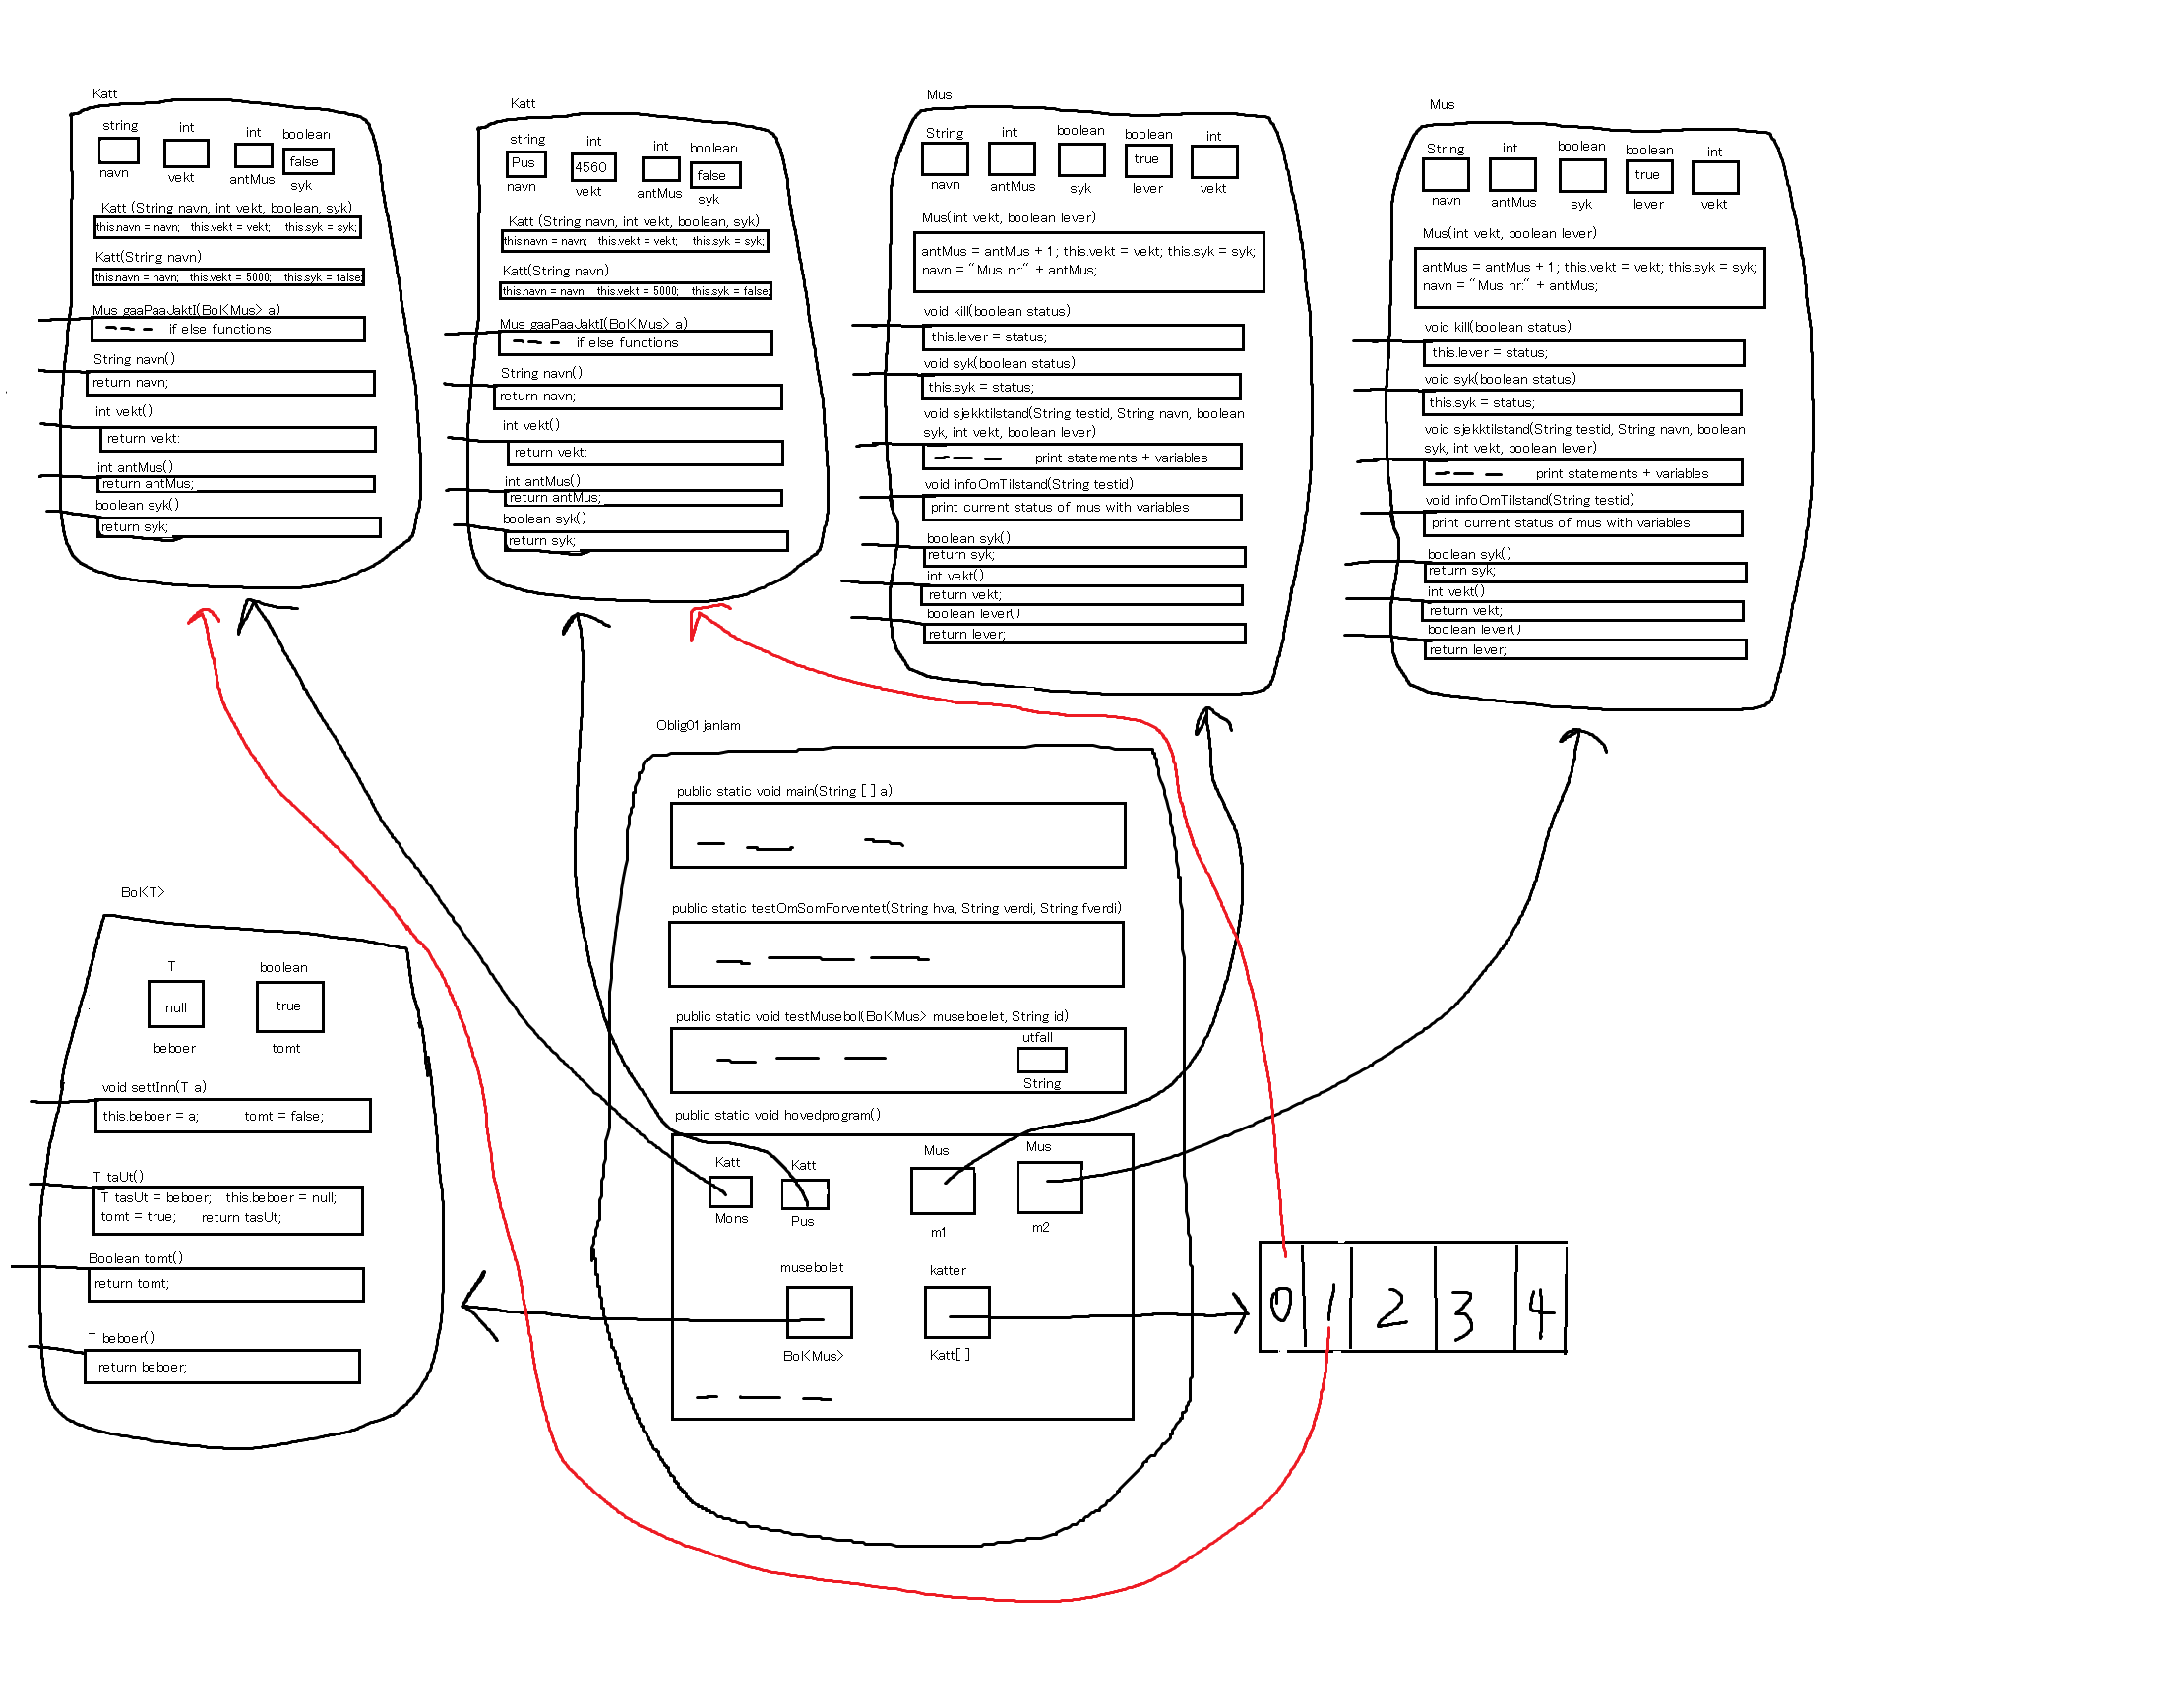 Katt
string
int
int
boolean
false
navn
vekt
antMus
syk
Katt (String navn, int vekt, boolean, syk)
this.navn = navn; this.vekt = vekt; this.syk = syk;
Katt(String navn)
this.navn = navn; this.vekt = 5000; this.syk = false;
Mus gaaPaaJaktI(Bol<Mus> a)
if else functions
String navn()
return navn;
int vekt()
return vekt:
int antMus()
return antMus;
boolean syk()
return syk;
Katt
string
int
int
boolean
Pus
4560
false
navn
vekt
antMus
syk
Katt (String navn, int vekt, boolean, syk)
this.navn = navn; this.vekt = vekt; this.syk = syk;
Katt(String navn)
this.navn = navn; this.vekt = 5000; this.syk = false;
Mus gaaPaaJaktI(Bol<Mus> a)
if else functions
String navn()
return navn;
int vekt()
return vekt:
int antMus()
return antMus;
boolean syk()
return syk;
Mus
String
int
boolean
boolean
int
true
navn
antMus
syk
lever
vekt
Mus(int vekt, boolean lever)
antMus = antMus + 1; this.vekt = vekt; this.syk = syk;
navn = "Mus nr:" + antMus;
void kill(boolean status)
this.lever = status;
void syk(boolean status)
this.syk = status;
void sjekktilstand(String testid, String navn, boolean
syk, int vekt, boolean lever)
print statements + variables
void infoOmTilstand(String testid)
print current status of mus with variables
boolean syk()
return syk;
int vekt()
return vekt;
boolean lever()
return lever;
Mus
String
int
boolean
boolean
int
true
navn
antMus
syk
lever
vekt
Mus(int vekt, boolean lever)
antMus = antMus + 1; this.vekt = vekt; this.syk = syk;
navn = "Mus nr:" + antMus;
void kill(boolean status)
this.lever = status;
void syk(boolean status)
this.syk = status;
void sjekktilstand(String testid, String navn, boolean
syk, int vekt, boolean lever)
print statements + variables
void infoOmTilstand(String testid)
print current status of mus with variables
boolean syk()
return syk;
int vekt()
return vekt;
boolean lever()
return lever;
Bol<T>
T
boolean
null
true
beboer
tomt
void settInn(T a)
this.beboer = a; tomt = false;
T taUt()
T tasUt = beboer; this.beboer = null;
tomt = true; return tasUt;
Boolean tomt()
return tomt;
T beboer()
return beboer;
Oblig01 janlam
public static void main(String [ ] a)
public static testOmSomForventet(String hva, String verdi, String fverdi)
public static void testMusebol(Bol<Mus> museboelet, String id)
utfall
String
public static void hovedprogram()
Katt
Katt
Mus
Mus
Mons
Pus
m1
m2
musebolet
katter
Bol<Mus>
Katt[ ]
0 1 2 3 4